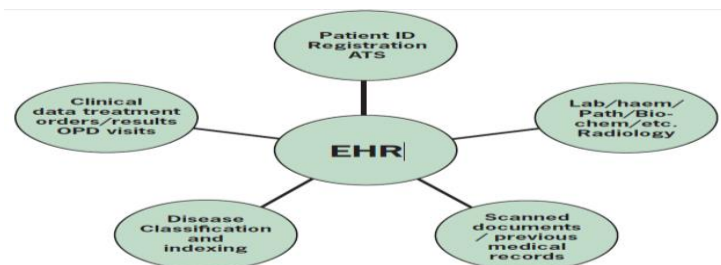 Patient ID
Registration
ATS
Clinical
data treatment
orders/results
OPD visits
Lab/haem/
Path/Bio-
chem/etc.
Radiology
EHR
Disease
Classification
and
indexing
Scanned
documents
/ previous
medical
records